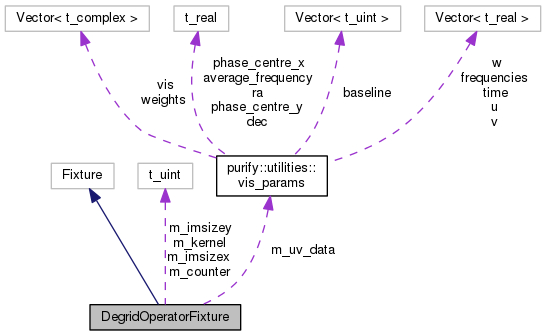 Vector< t_complex >
t_real
Vector< t_uint >
Vector< t_real >
vis
weights
phase_centre_x
average_frequency
ra
phase_centre_y
dec
baseline
w
frequencies
time
u
v
Fixture
t_uint
purify::utilities::
vis_params
m_imsizey
m_kernel
m_imsizex
m_counter
m_uv_data
DegridOperatorFixture